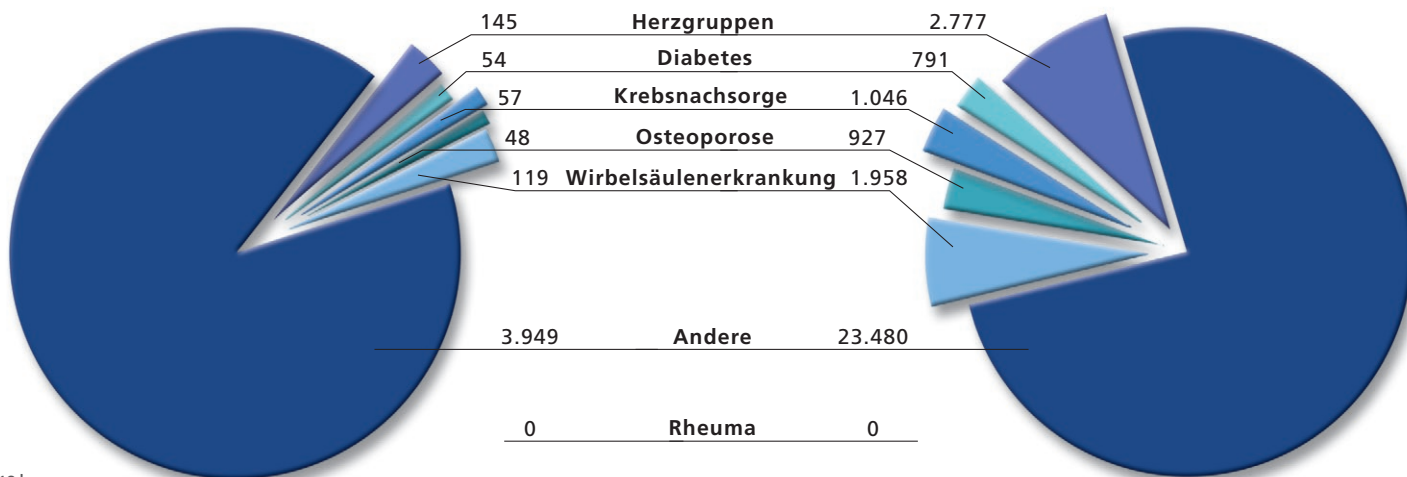 145 Herzgruppen 2.777
54 Diabetes 791
57 Krebsnachsorge 1.046
48 Osteoporose 927
119 Wirbelsäulenerkrankung 1.958
3.949 Andere 23.480
0 Rheuma 0